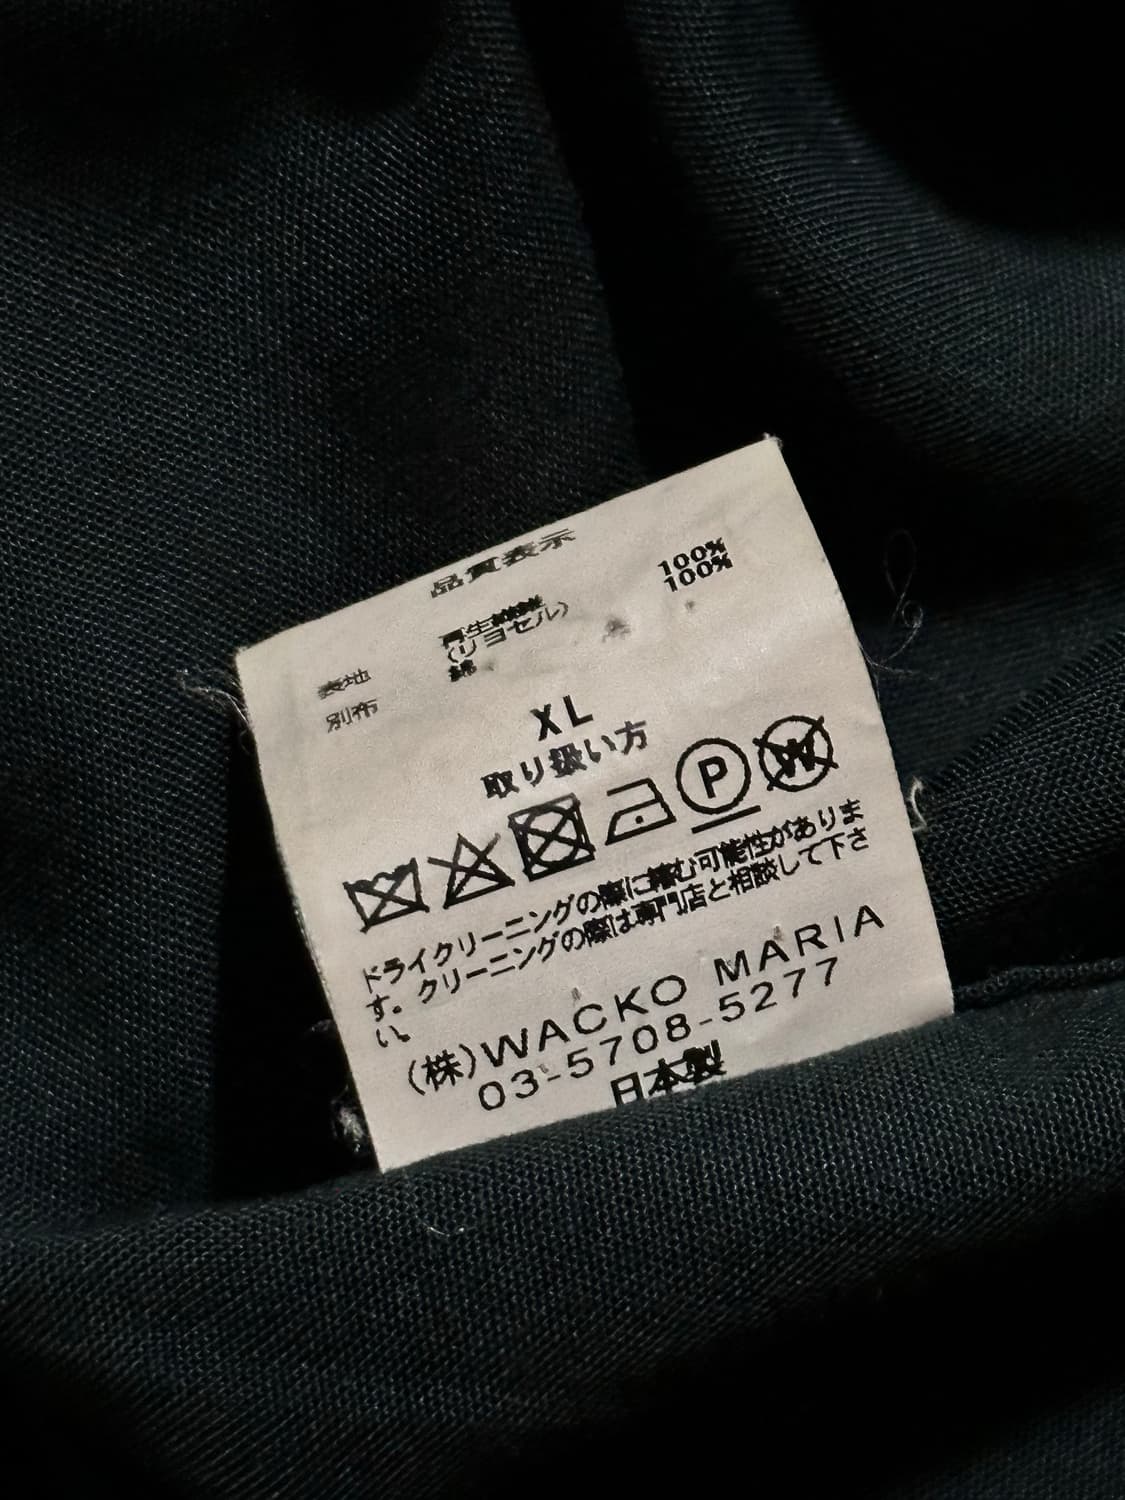 品質表示
表地 再生繊維 100%
(リヨセル)
別布 綿 100%
XL
取り扱い方
P W
ドライクリーニングの際に縮む可能性がありま
す。クリーニングの際は専門店と相談して下さ
い。
(株)WACKO MARIA
03-5708-5277
日本製